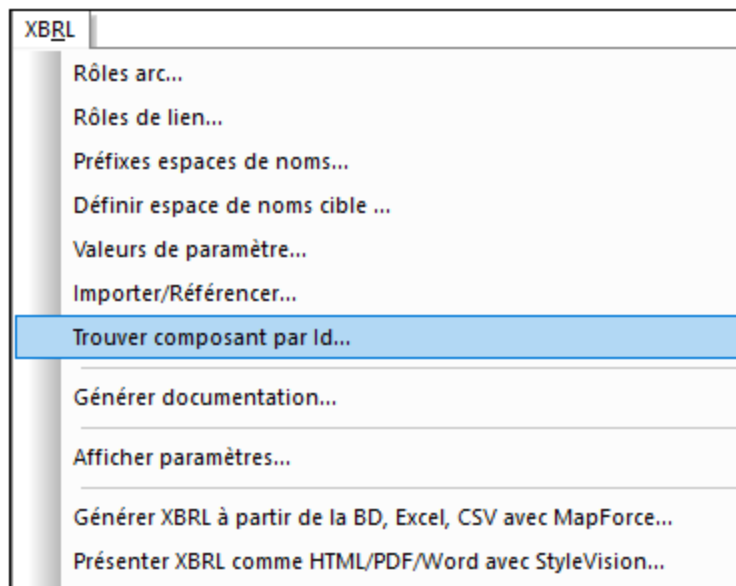 XBRL
Rôles arc...
Rôles de lien...
Préfixes espaces de noms...
Définir espace de noms cible ...
Valeurs de paramètre...
Importer/Référencer...
Trouver composant par Id...
Générer documentation...
Afficher paramètres...
Générer XBRL à partir de la BD, Excel, CSV avec MapForce...
Présenter XBRL comme HTML/PDF/Word avec StyleVision...